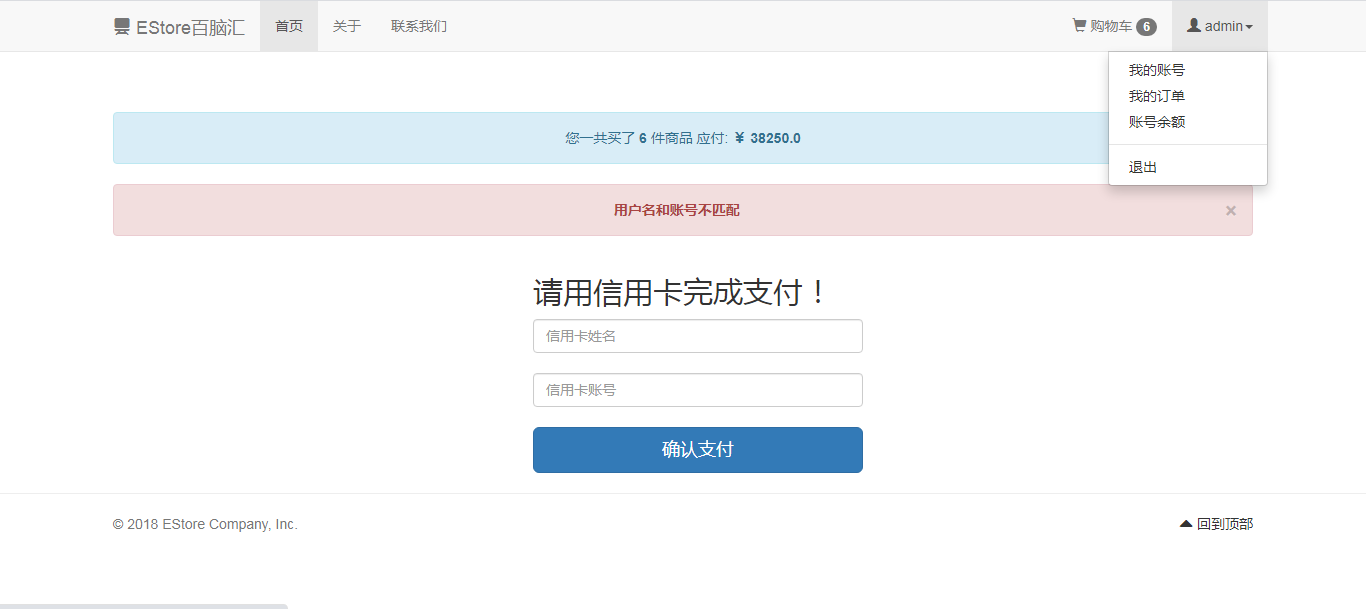 EStore百脑汇 首页 关于 联系我们 购物车 6 admin
我的账号
我的订单
账号余额
退出
您一共买了 6 件商品 应付: ¥ 38250.0
用户名和账号不匹配 ×
请用信用卡完成支付！
信用卡姓名
信用卡账号
确认支付
© 2018 EStore Company, Inc. 回到顶部